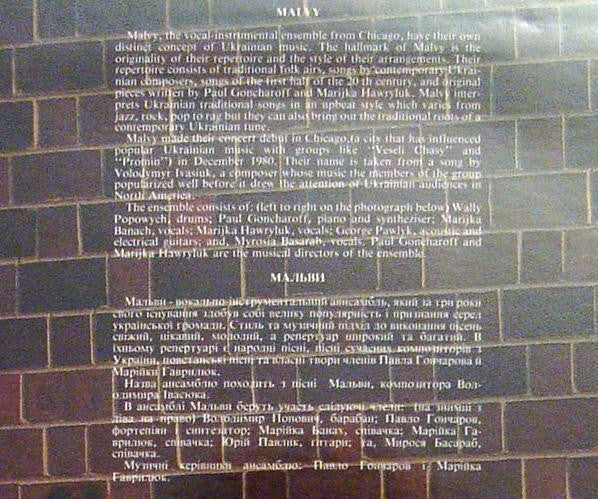 MALVY
Malvy, the vocal-instrumental ensemble from Chicago, have their own
distinct concept of Ukrainian music. The hallmark of Malvy is the
originality of their repertoire and the style of their arrangements. Their
repertoire consists of traditional folk airs, songs by contemporary Ukrai-
nian composers, songs of the first half of the 20th century, and original
pieces written by Paul Goncharoff and Marijka Hawryluk. Malvy inter-
prets Ukrainian traditional songs in an upbeat style which varies from
jazz, rock, pop to rag but they can also bring out the traditional roots of a
contemporary Ukrainian tune.
Malvy made their concert debut in Chicago,(a city that has influenced
popular Ukrainian music with groups like "Veseli Chasy" and
"Promin") in December 1980. Their name is taken from a song by
Volodymyr Ivasiuk, a composer whose music the members of the group
popularized well before it drew the attention of Ukrainian audiences in
North America.
The ensemble consists of: (left to right on the photograph below) Wally
Popowych, drums; Paul Goncharoff, piano and syntheziser; Marijka
Banach, vocals; Marijka Hawryluk, vocals; George Pawlyk, acoustic and
electrical guitars; and, Myrosia Basarab, vocals. Paul Goncharoff and
Marijka Hawryluk are the musical directors of the ensemble.
МАЛЬВИ
Мальви - вокально-інструментальний ансамбль, який за три роки
свого існування здобув собі велику популярність і признання серед
української громади. Стиль та музичний підхід до виконання пісень
свіжий, цікавий, молодий, а репертуар широкий та багатий. В
їхньому репертуарі є народні пісні, пісні сучасних композиторів з
України, повстанські пісні та власні твори членів Павла Гончарова й
Марійки Гаврилюк.
Назва ансамблю походить з пісні Мальви, композитора Вол-
одимира Івасюка.
В ансамблі Мальви беруть участь слідуючі члени: (на знимці з
ліва на право) Володимир Попович, барабан; Павло Гончаров,
фортепіян і синтезатор; Марійка Банах, співачка; Марійка Га-
врилюк, співачка; Юрій Павлик, гітари; та, Мирося Басараб,
співачка.
Музичні керівники ансамблю: Павло Гончаров і Марійка
Гаврилюк.